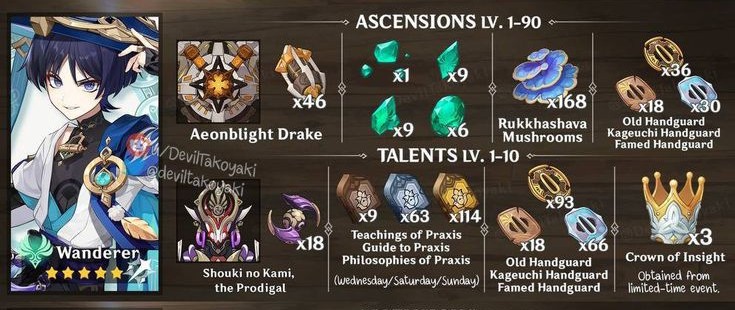 ASCENSIONS LV. 1-90
x46
Aeonblight Drake
x1
x9
x9
x6
x168
Rukkhashava
Mushrooms
x36
x18
x30
Old Handguard
Kageuchi Handguard
Famed Handguard
u/DevilTakoyaki
@deviltakoyaki
Wanderer
TALENTS LV. 1-10
x18
Shouki no Kami,
the Prodigal
x9
x63
x114
Teachings of Praxis
Guide to Praxis
Philosophies of Praxis
(Wednesday/Saturday/Sunday)
x93
x18
x66
Old Handguard
Kageuchi Handguard
Famed Handguard
x3
Crown of Insight
Obtained from
limited-time event.